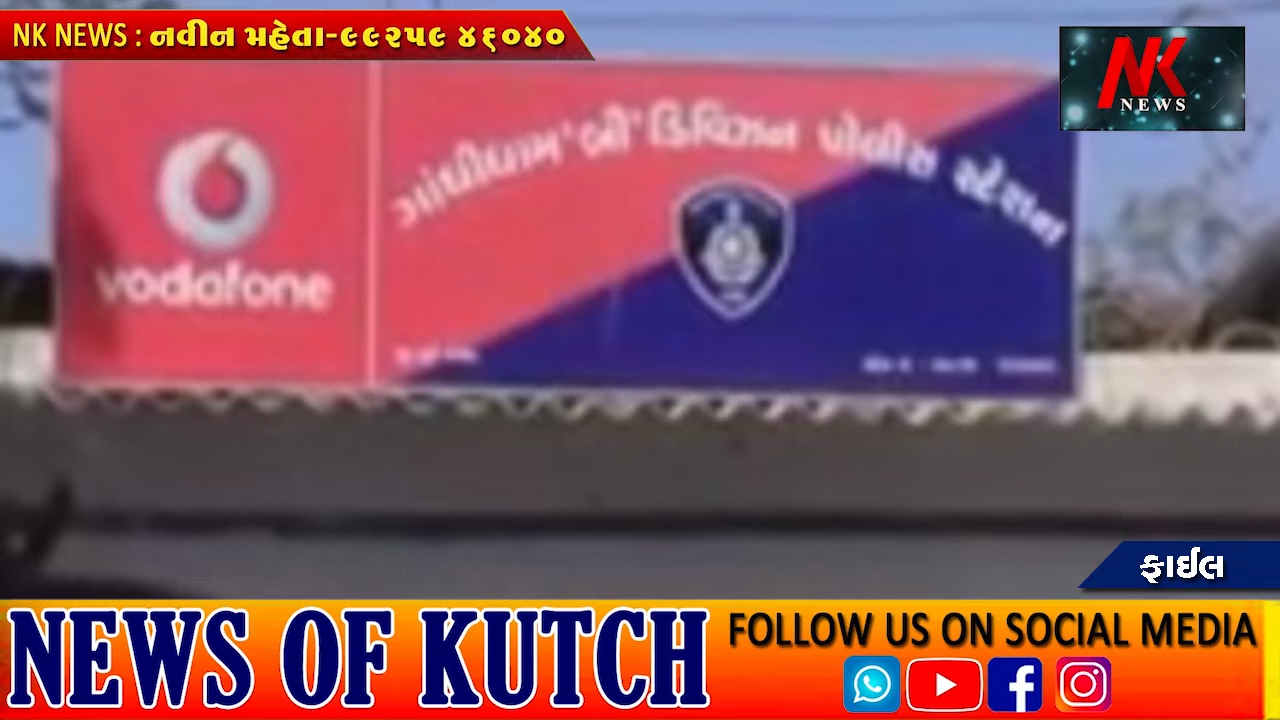 NK NEWS : નવીન મહેતા-૯૯૨૫૯ ૪૬૦૪૦
NK
NEWS
ગાંધીધામ 'બી' ડિવિઝન પોલીસ સ્ટેશન
vodafone
ફાઈલ
NEWS OF KUTCH
FOLLOW US ON SOCIAL MEDIA